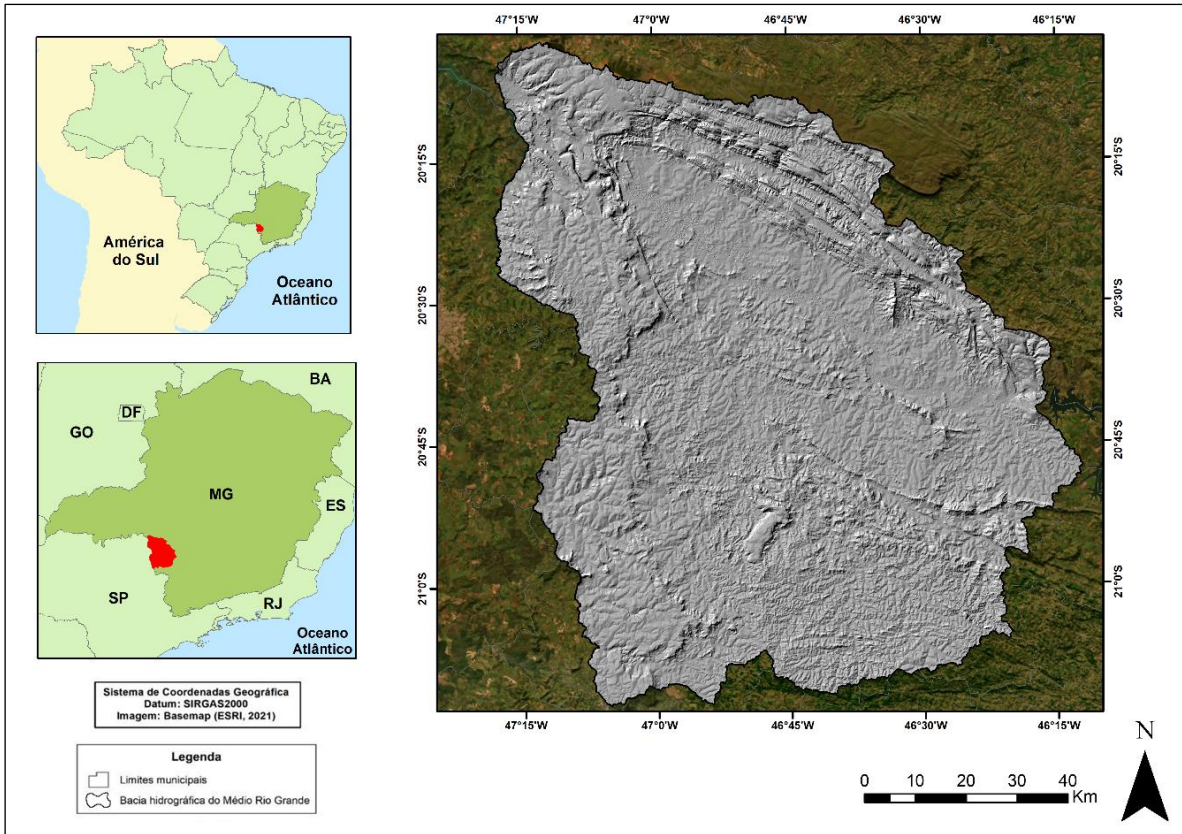 América
do Sul
Oceano
Atlântico
BA
DF
GO
MG
ES
SP
RJ
Oceano
Atlântico
Sistema de Coordenadas Geográfica
Datum: SIRGAS2000
Imagem: Basemap (ESRI, 2021)
Legenda
Limites municipais
Bacia hidrográfica do Médio Rio Grande
47°15'W 47°0'W 46°45'W 46°30'W 46°15'W
20°15'S 20°15'S
20°30'S 20°30'S
20°45'S 20°45'S
21°0'S 21°0'S
47°15'W 47°0'W 46°45'W 46°30'W 46°15'W
N
0 10 20 30 40
Km